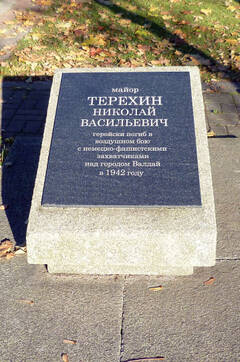 майор
ТЕРЕХИН
НИКОЛАЙ
ВАСИЛЬЕВИЧ
геройски погиб в
воздушном бою
с немецко-фашистскими
захватчиками
над городом Валдай
в 1942 году